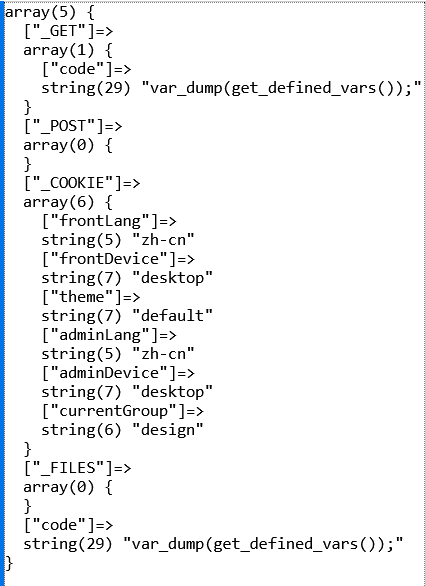 array(5) {
  ["_GET"]=>
  array(1) {
    ["code"]=>
    string(29) "var_dump(get_defined_vars());"
  }
  ["_POST"]=>
  array(0) {
  }
  ["_COOKIE"]=>
  array(6) {
    ["frontLang"]=>
    string(5) "zh-cn"
    ["frontDevice"]=>
    string(7) "desktop"
    ["theme"]=>
    string(7) "default"
    ["adminLang"]=>
    string(5) "zh-cn"
    ["adminDevice"]=>
    string(7) "desktop"
    ["currentGroup"]=>
    string(6) "design"
  }
  ["_FILES"]=>
  array(0) {
  }
  ["code"]=>
  string(29) "var_dump(get_defined_vars());"
}